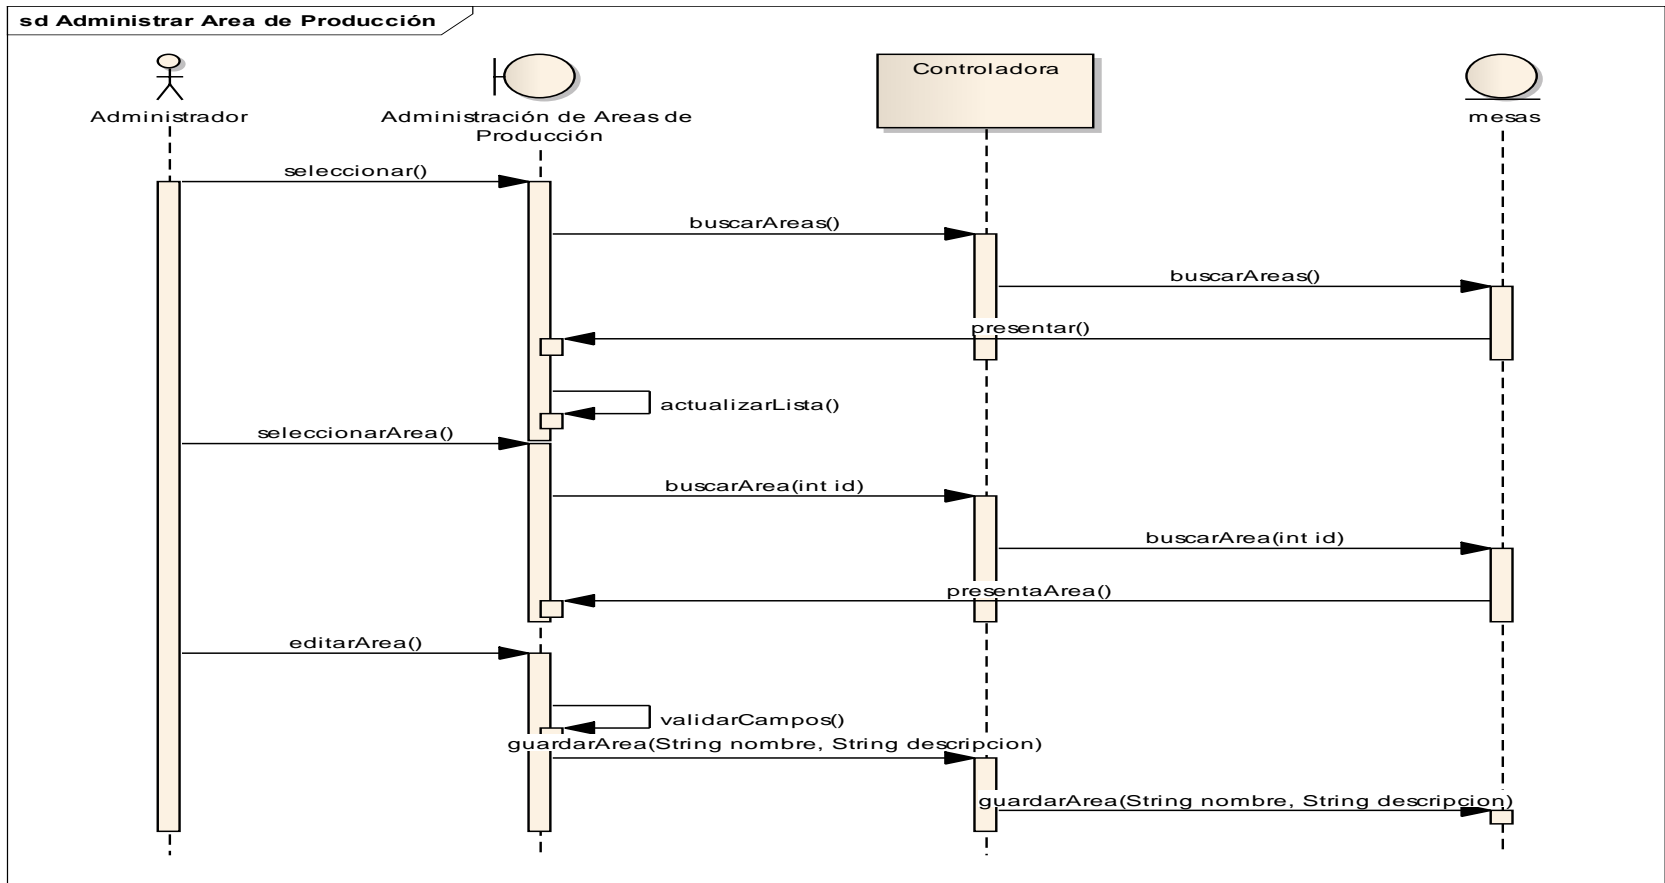 sd Administrar Area de Producción
Administrador
Administración de Areas de
Producción
Controladora
mesas
seleccionar()
buscarAreas()
buscarAreas()
presentar()
actualizarLista()
seleccionarArea()
buscarArea(int id)
buscarArea(int id)
presentaArea()
editarArea()
validarCampos()
guardarArea(String nombre, String descripcion)
guardarArea(String nombre, String descripcion)